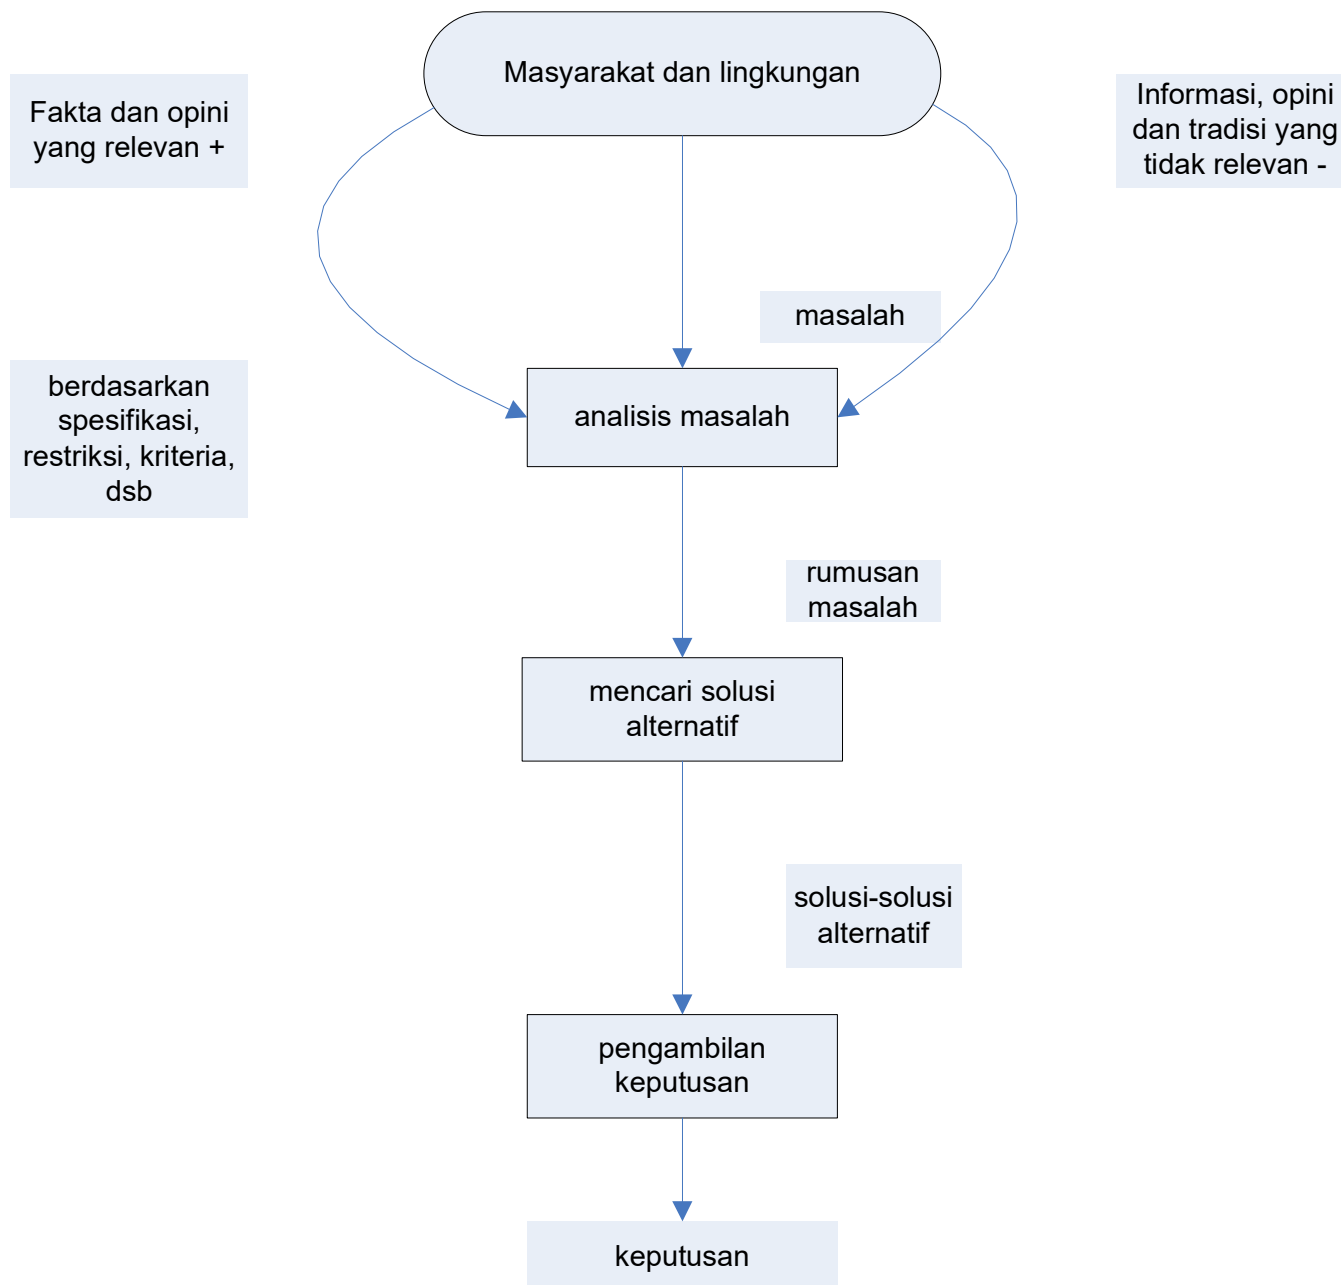 Masyarakat dan lingkungan
Fakta dan opini
yang relevan +
Informasi, opini
dan tradisi yang
tidak relevan -
masalah
berdasarkan
spesifikasi,
restriksi, kriteria,
dsb
analisis masalah
rumusan
masalah
mencari solusi
alternatif
solusi-solusi
alternatif
pengambilan
keputusan
keputusan